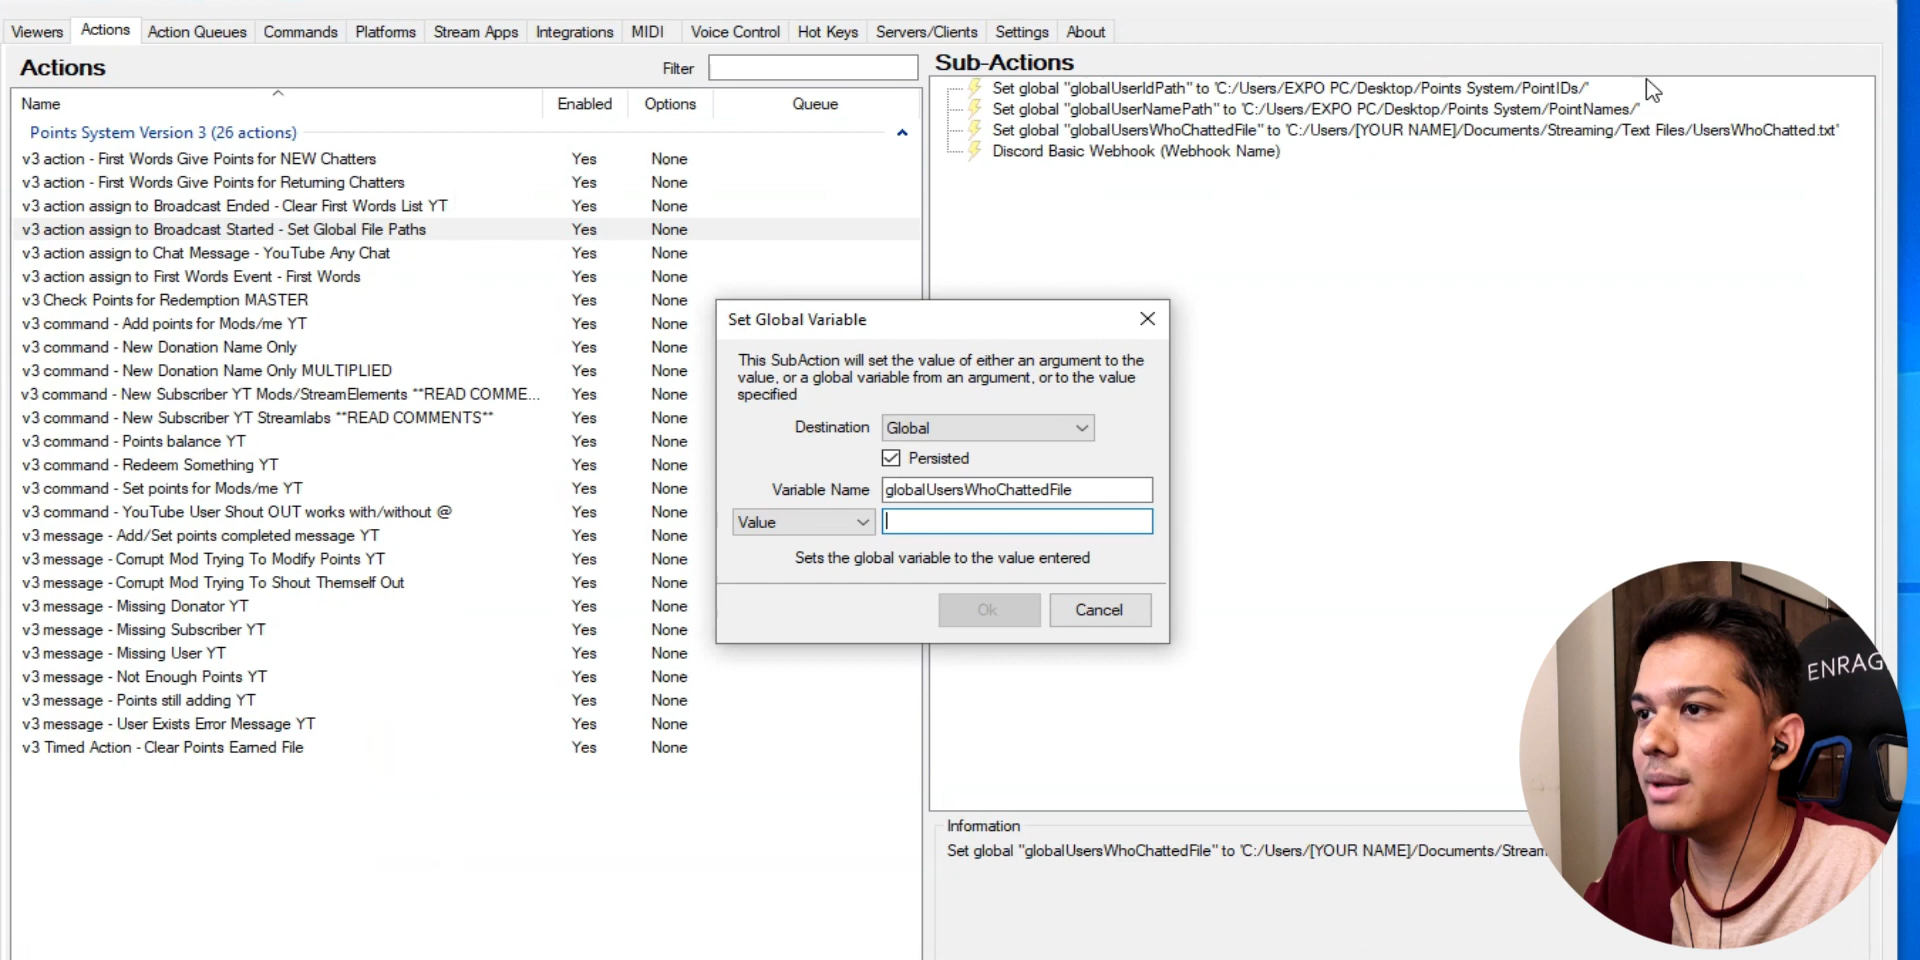 Viewers Actions Action Queues Commands Platforms Stream Apps Integrations MIDI Voice Control Hot Keys Servers/Clients Settings About
Actions Filter
Name Enabled Options Queue
Points System Version 3 (26 actions)
v3 action - First Words Give Points for NEW Chatters Yes None
v3 action - First Words Give Points for Returning Chatters Yes None
v3 action assign to Broadcast Ended - Clear First Words List YT Yes None
v3 action assign to Broadcast Started - Set Global File Paths Yes None
v3 action assign to Chat Message - YouTube Any Chat Yes None
v3 action assign to First Words Event - First Words Yes None
v3 Check Points for Redemption MASTER Yes None
v3 command - Add points for Mods/me YT Yes None
v3 command - New Donation Name Only Yes None
v3 command - New Donation Name Only MULTIPLIED Yes None
v3 command - New Subscriber YT Mods/StreamElements **READ COMME... Yes None
v3 command - New Subscriber YT Streamlabs **READ COMMENTS** Yes None
v3 command - Points balance YT Yes None
v3 command - Redeem Something YT Yes None
v3 command - Set points for Mods/me YT Yes None
v3 command - YouTube User Shout OUT works with/without @ Yes None
v3 message - Add/Set points completed message YT Yes None
v3 message - Corrupt Mod Trying To Modify Points YT Yes None
v3 message - Corrupt Mod Trying To Shout Themself Out Yes None
v3 message - Missing Donator YT Yes None
v3 message - Missing Subscriber YT Yes None
v3 message - Missing User YT Yes None
v3 message - Not Enough Points YT Yes None
v3 message - Points still adding YT Yes None
v3 message - User Exists Error Message YT Yes None
v3 Timed Action - Clear Points Earned File Yes None
Sub-Actions
Set global "globalUserIdPath" to 'C:/Users/EXPO PC/Desktop/Points System/PointIDs/'
Set global "globalUserNamePath" to 'C:/Users/EXPO PC/Desktop/Points System/PointNames/'
Set global "globalUsersWhoChattedFile" to 'C:/Users/[YOUR NAME]/Documents/Streaming/Text Files/UsersWhoChatted.txt'
Discord Basic Webhook (Webhook Name)
Set Global Variable
This SubAction will set the value of either an argument to the
value, or a global variable from an argument, or to the value
specified
Destination Global
Persisted
Variable Name globalUsersWhoChattedFile
Value
Sets the global variable to the value entered
Ok Cancel
Information
Set global "globalUsersWhoChattedFile" to 'C:/Users/[YOUR NAME]/Documents/Stream
ENRAG